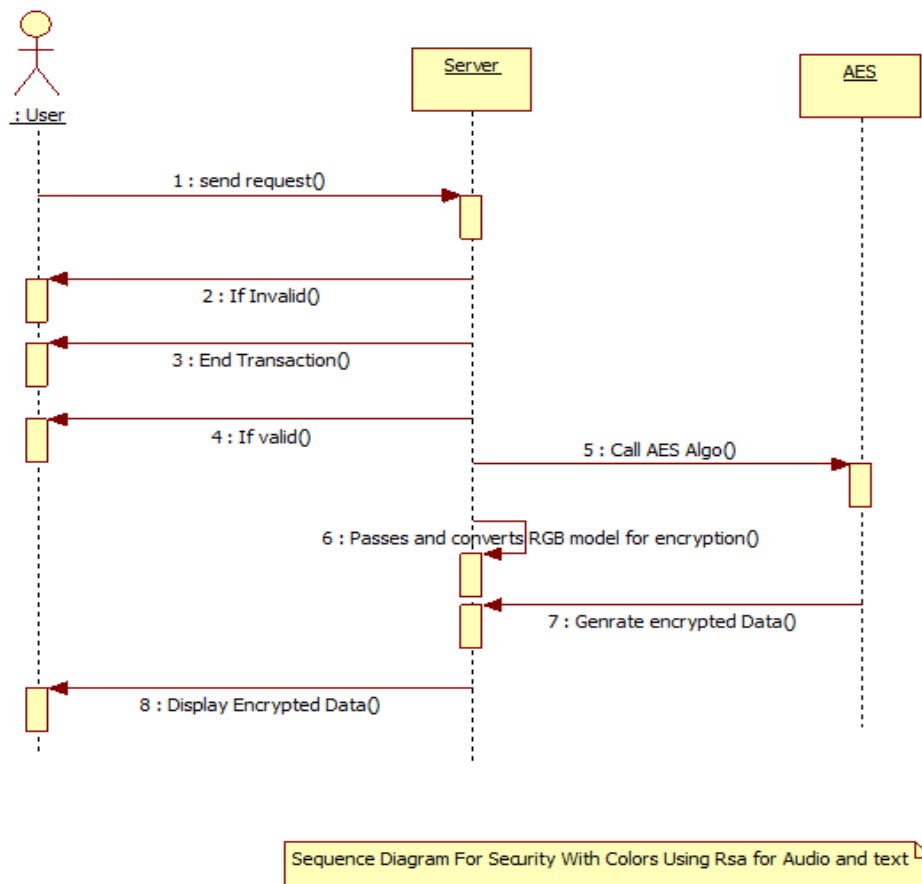 Server
AES
: User
1 : send request()
2 : If Invalid()
3 : End Transaction()
4 : If valid()
5 : Call AES Algo()
6 : Passes and converts RGB model for encryption()
7 : Genrate encrypted Data()
8 : Display Encrypted Data()
Sequence Diagram For Security With Colors Using Rsa for Audio and text